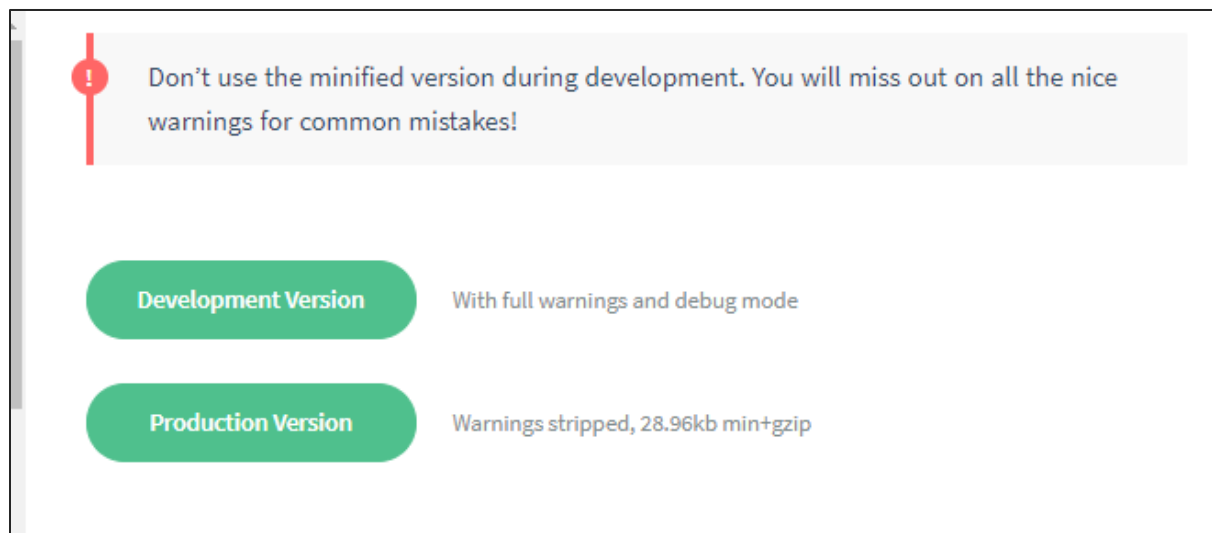 !
Don’t use the minified version during development. You will miss out on all the nice
warnings for common mistakes!
Development Version With full warnings and debug mode
Production Version Warnings stripped, 28.96kb min+gzip